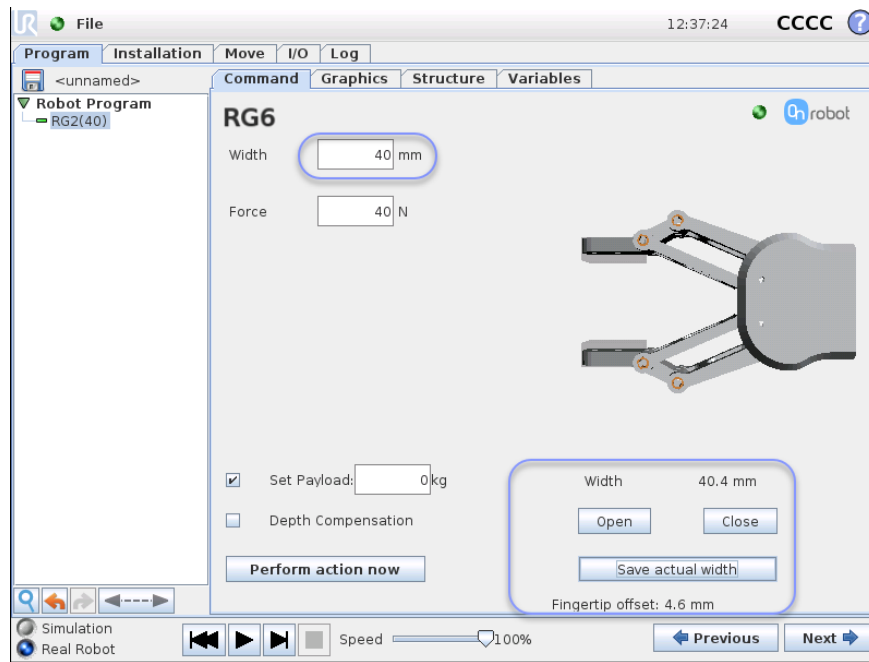 UR File 12:37:24 CCCC ?
Program Installation Move I/O Log
<unnamed> Command Graphics Structure Variables
Robot Program
RG2(40)
RG6
On robot
Width 40 mm
Force 40 N
Set Payload: 0 kg Width 40.4 mm
Depth Compensation Open Close
Perform action now Save actual width
Fingertip offset: 4.6 mm
Simulation
Real Robot
Speed 100% Previous Next